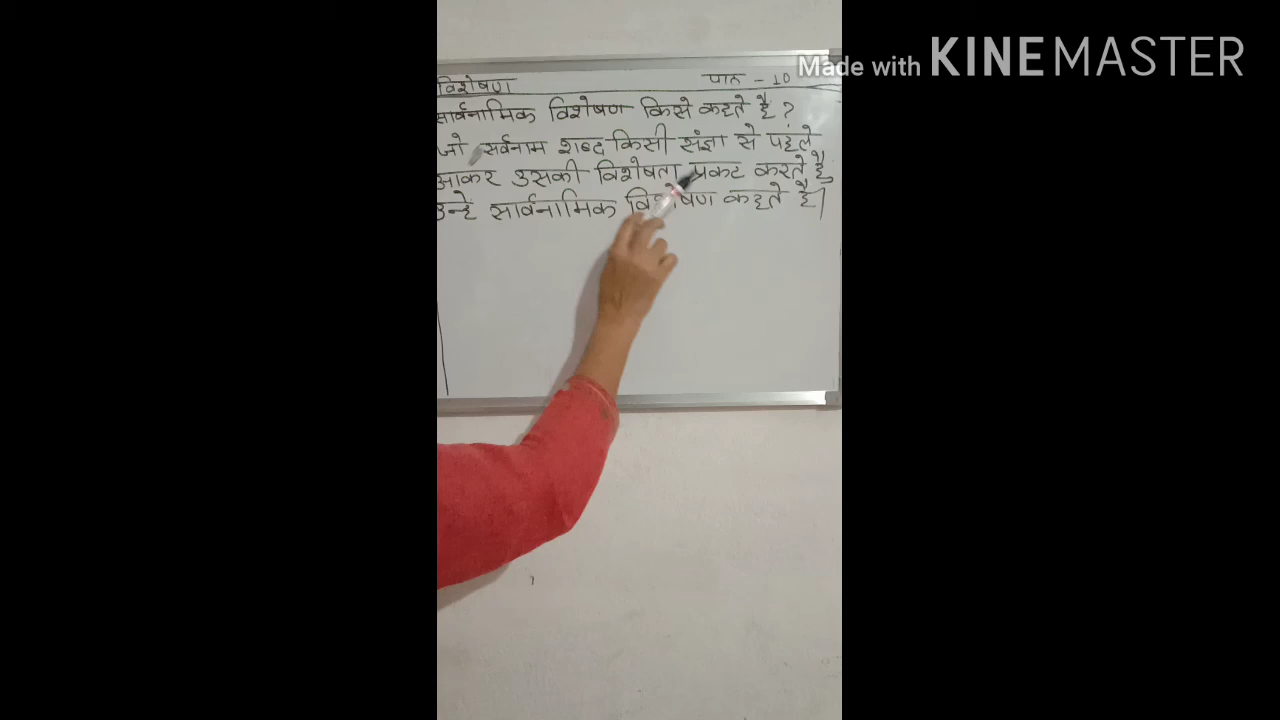 Made with KINEMASTER
विशेषण पाठ - 10
सार्वनामिक विशेषण किसे कहते है ?
जो सर्वनाम शब्द किसी संज्ञा से पहले
आकर उसकी विशेषता प्रकट करते है,
उन्हे सार्वनामिक विशेषण कहते है।